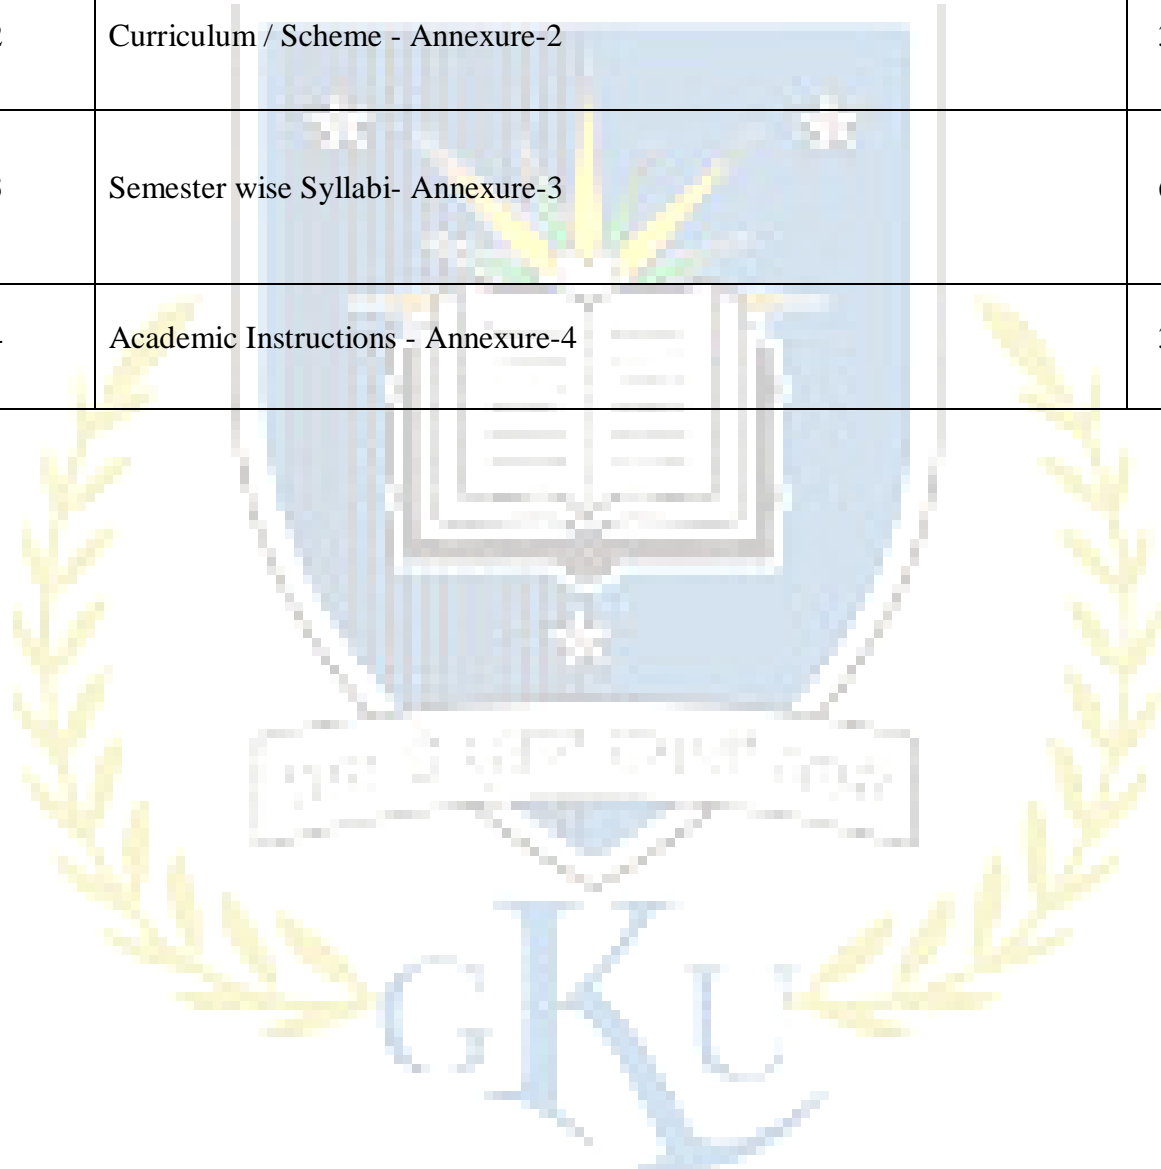 Curriculum / Scheme - Annexure-2
Semester wise Syllabi- Annexure-3
Academic Instructions - Annexure-4
GKU